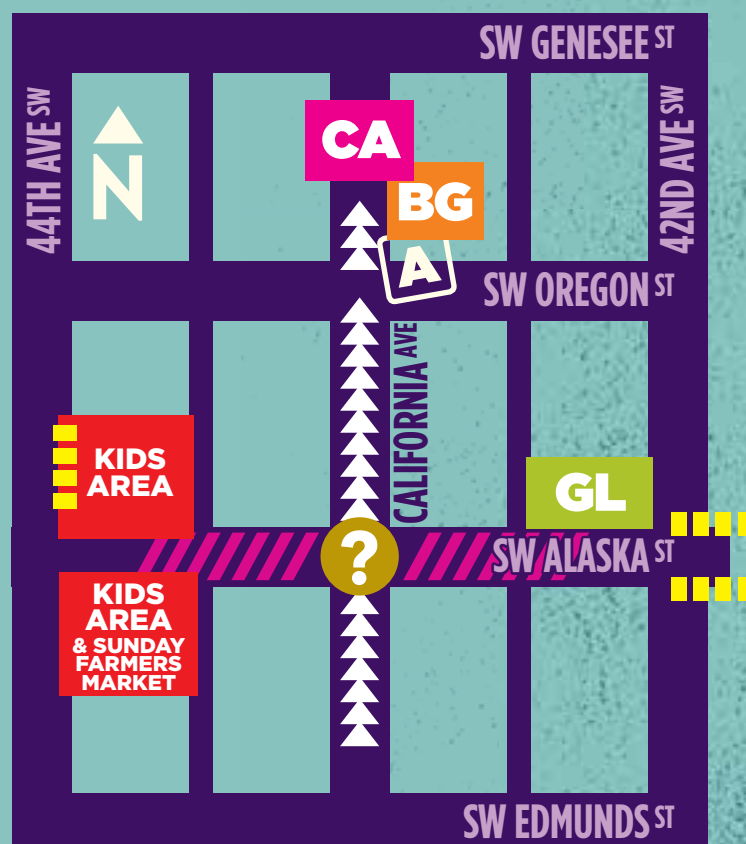 SW GENESEE ST
44TH AVE SW
N
CA
42ND AVE SW
BG
A
SW OREGON ST
CALIFORNIA AVE
KIDS
AREA
GL
?
SW ALASKA ST
KIDS
AREA
& SUNDAY
FARMERS
MARKET
SW EDMUNDS ST